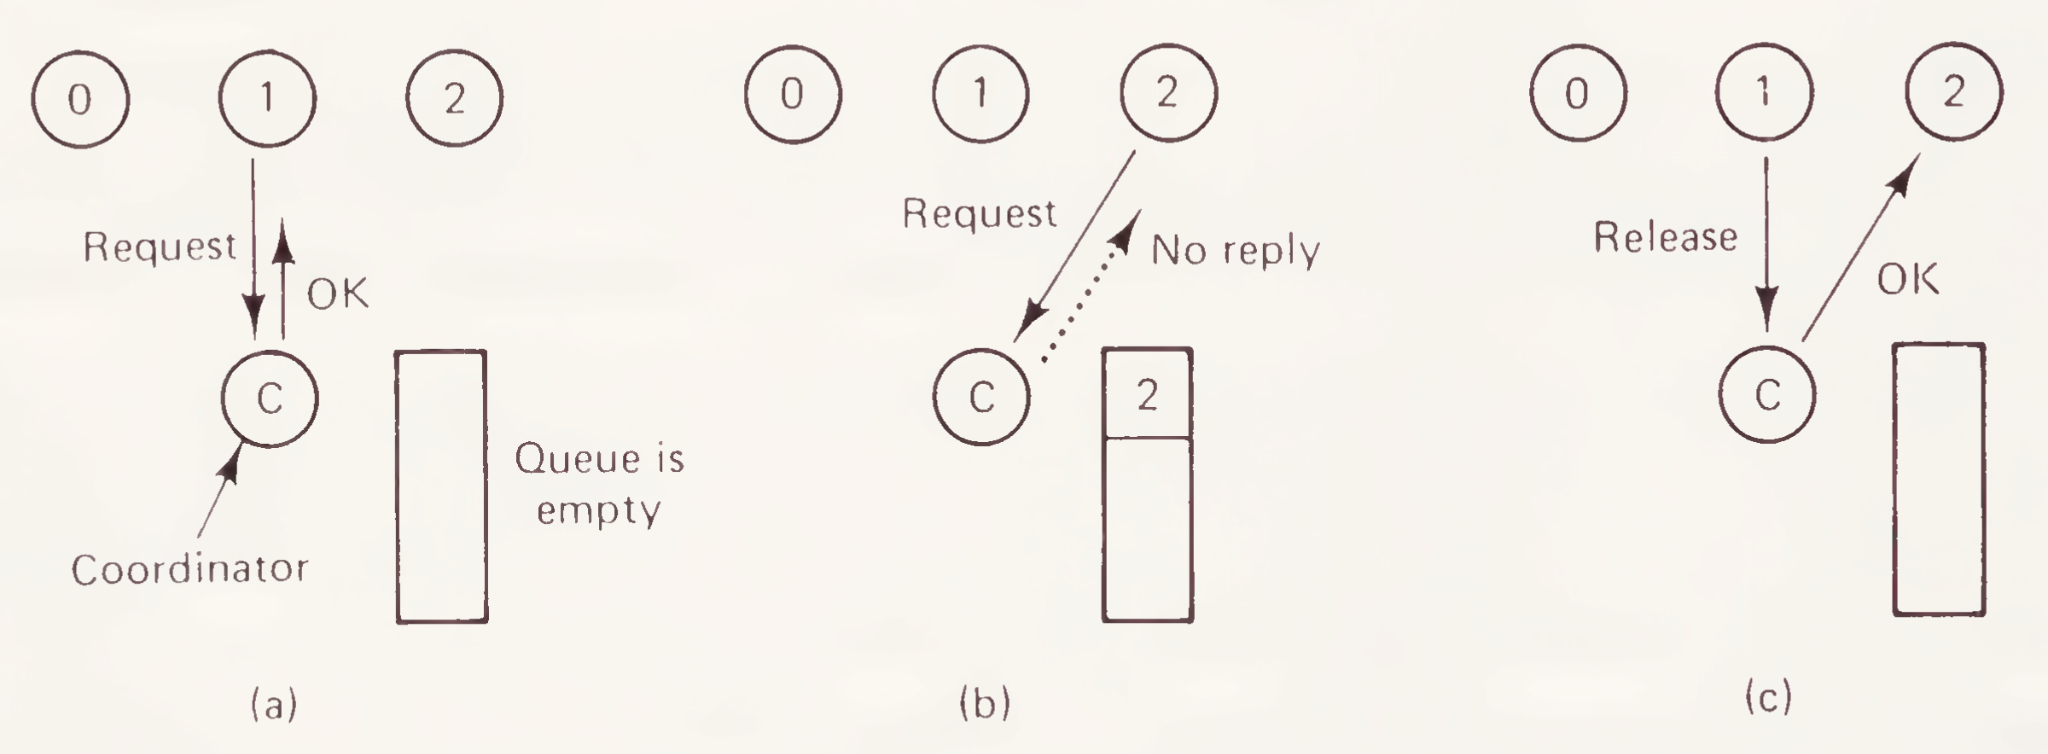 0 1 2
Request
OK
C
Queue is
empty
Coordinator
(a)
0 1 2
Request
No reply
C 2
(b)
0 1 2
Release
OK
C
(c)